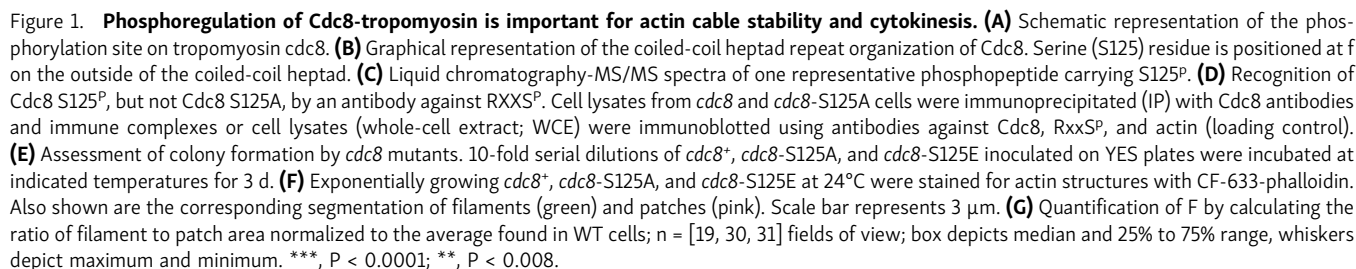 Figure 1. Phosphoregulation of Cdc8-tropomyosin is important for actin cable stability and cytokinesis. (A) Schematic representation of the phos-
phorylation site on tropomyosin cdc8. (B) Graphical representation of the coiled-coil heptad repeat organization of Cdc8. Serine (S125) residue is positioned at f
on the outside of the coiled-coil heptad. (C) Liquid chromatography-MS/MS spectra of one representative phosphopeptide carrying S125ᵖ. (D) Recognition of
Cdc8 S125ᴾ, but not Cdc8 S125A, by an antibody against RXXSᴾ. Cell lysates from cdc8 and cdc8-S125A cells were immunoprecipitated (IP) with Cdc8 antibodies
and immune complexes or cell lysates (whole-cell extract; WCE) were immunoblotted using antibodies against Cdc8, RxxSᵖ, and actin (loading control).
(E) Assessment of colony formation by cdc8 mutants. 10-fold serial dilutions of cdc8⁺, cdc8-S125A, and cdc8-S125E inoculated on YES plates were incubated at
indicated temperatures for 3 d. (F) Exponentially growing cdc8⁺, cdc8-S125A, and cdc8-S125E at 24°C were stained for actin structures with CF-633-phalloidin.
Also shown are the corresponding segmentation of filaments (green) and patches (pink). Scale bar represents 3 µm. (G) Quantification of F by calculating the
ratio of filament to patch area normalized to the average found in WT cells; n = [19, 30, 31] fields of view; box depicts median and 25% to 75% range, whiskers
depict maximum and minimum. ***, P < 0.0001; **, P < 0.008.